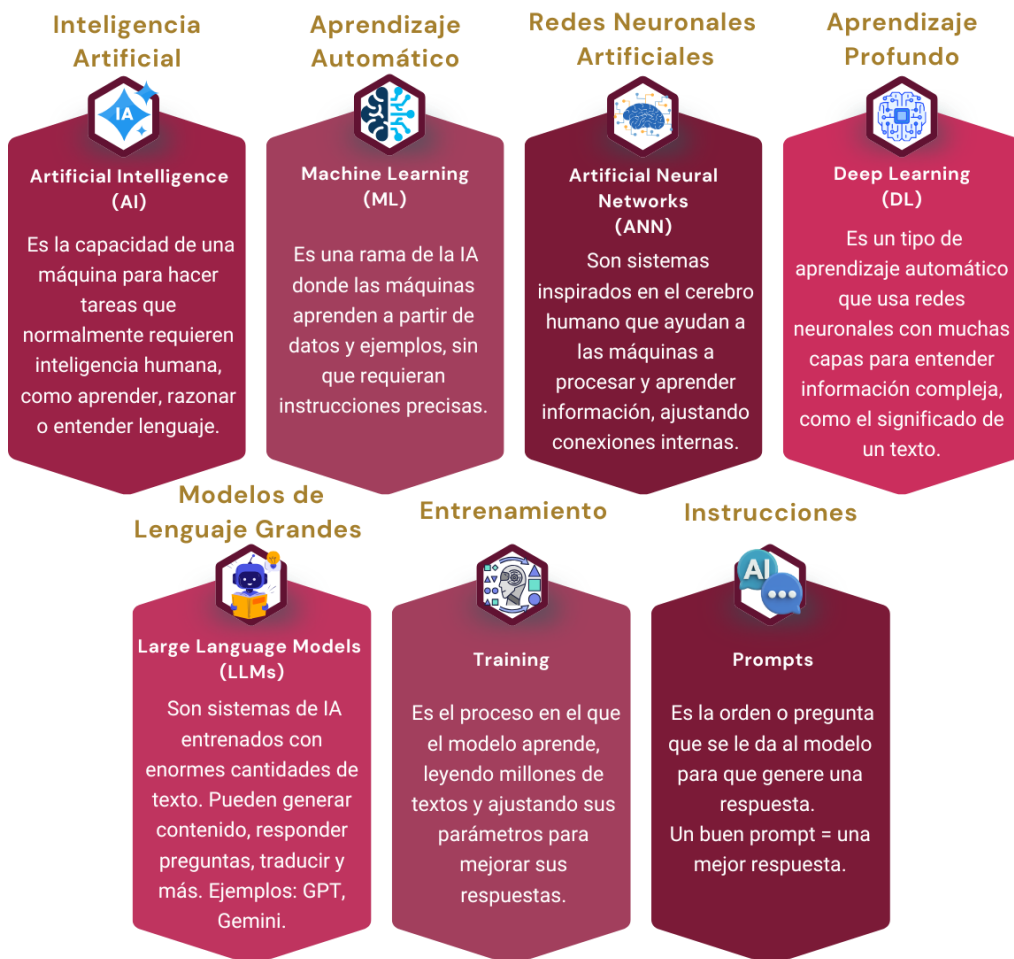 Inteligencia
Artificial
IA
Artificial Intelligence
(AI)
Es la capacidad de una
máquina para hacer
tareas que
normalmente requieren
inteligencia humana,
como aprender, razonar
o entender lenguaje.
Aprendizaje
Automático
Machine Learning
(ML)
Es una rama de la IA
donde las máquinas
aprenden a partir de
datos y ejemplos, sin
que requieran
instrucciones precisas.
Redes Neuronales
Artificiales
Artificial Neural
Networks
(ANN)
Son sistemas
inspirados en el cerebro
humano que ayudan a
las máquinas a
procesar y aprender
información, ajustando
conexiones internas.
Aprendizaje
Profundo
Deep Learning
(DL)
Es un tipo de
aprendizaje automático
que usa redes
neuronales con muchas
capas para entender
información compleja,
como el significado de
un texto.
Modelos de
Lenguaje Grandes
Large Language Models
(LLMs)
Son sistemas de IA
entrenados con
enormes cantidades de
texto. Pueden generar
contenido, responder
preguntas, traducir y
más. Ejemplos: GPT,
Gemini.
Entrenamiento
Training
Es el proceso en el que
el modelo aprende,
leyendo millones de
textos y ajustando sus
parámetros para
mejorar sus
respuestas.
Instrucciones
AI
Prompts
Es la orden o pregunta
que se le da al modelo
para que genere una
respuesta.
Un buen prompt = una
mejor respuesta.